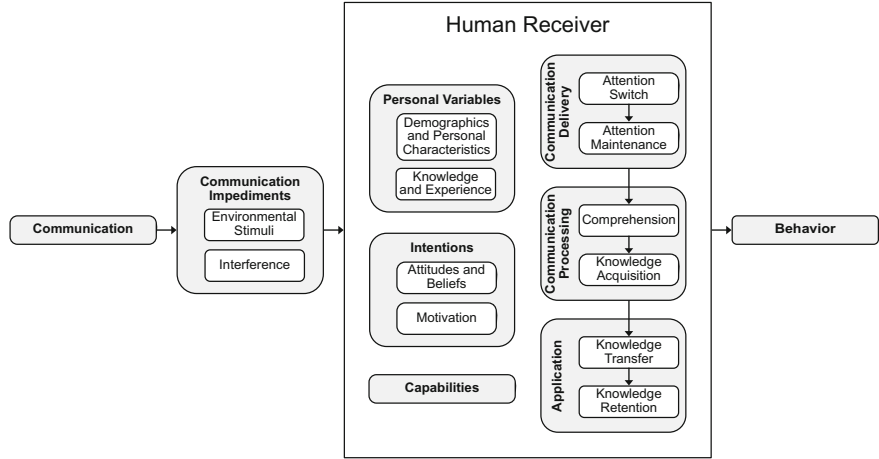 Human Receiver
Communication
Communication
Impediments
Environmental
Stimuli
Interference
Personal Variables
Demographics
and Personal
Characteristics
Knowledge
and Experience
Intentions
Attitudes and
Beliefs
Motivation
Capabilities
Communication
Delivery
Attention
Switch
Attention
Maintenance
Communication
Processing
Comprehension
Knowledge
Acquisition
Application
Knowledge
Transfer
Knowledge
Retention
Behavior